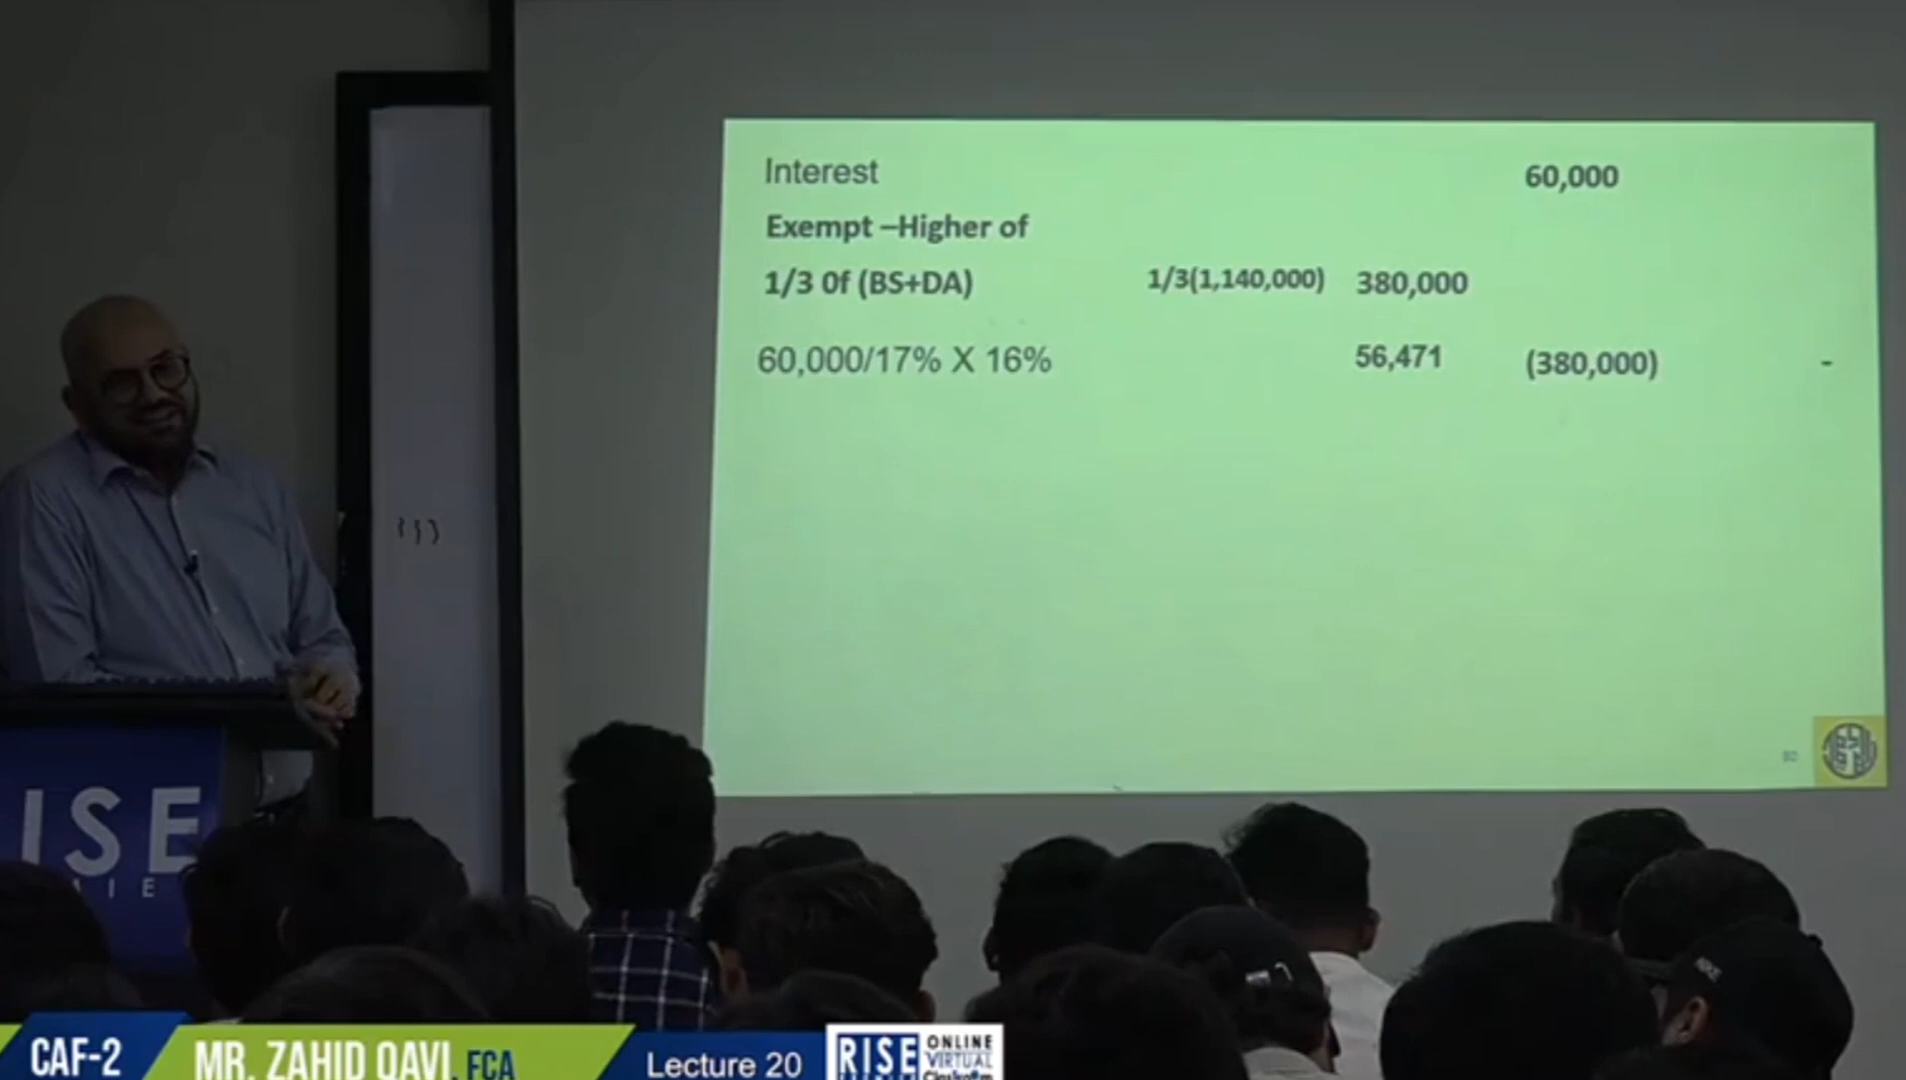 Interest 60,000
Exempt –Higher of
1/3 0f (BS+DA) 1/3(1,140,000) 380,000
60,000/17% X 16% 56,471 (380,000) -
ISE
CAF-2
MR. ZAHID QAVI, FCA
Lecture 20
RISE
ONLINE
VIRTUAL